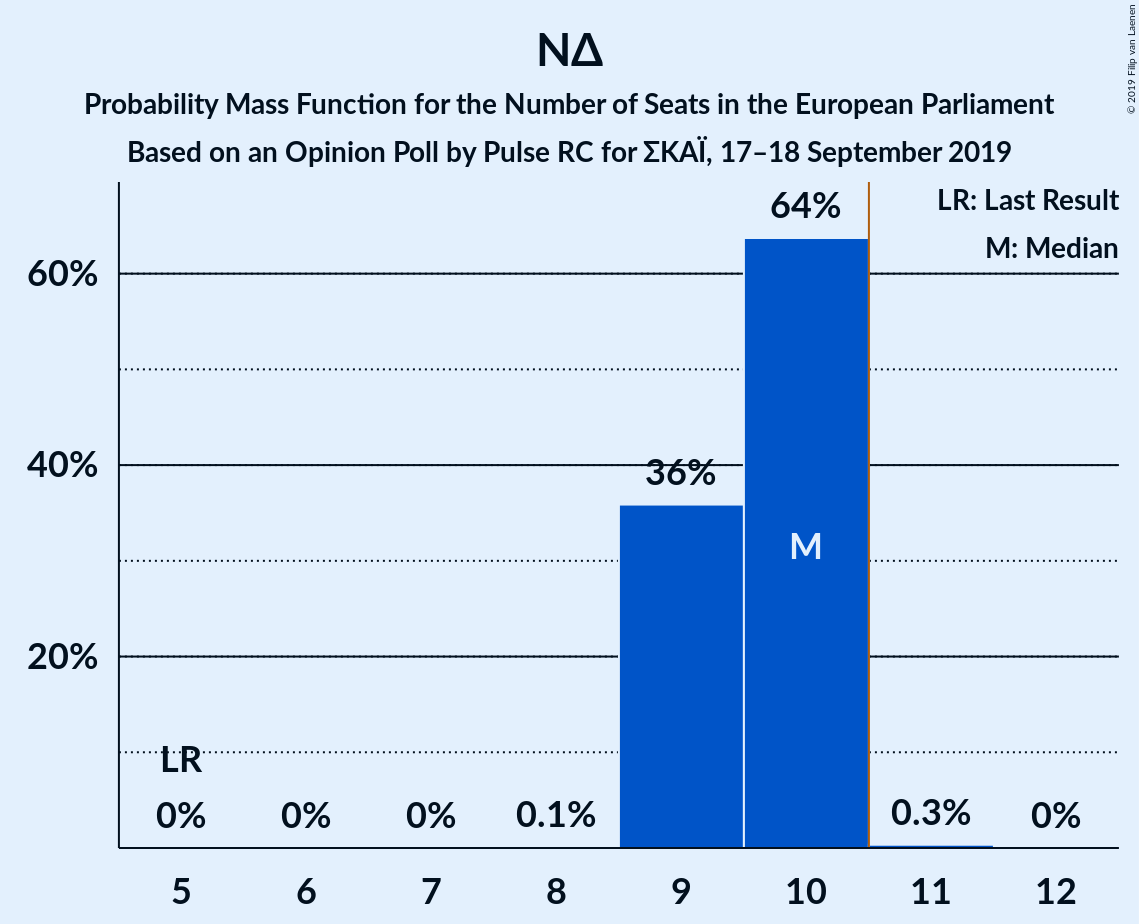 © 2019 Filip van Laenen
ΝΔ
Probability Mass Function for the Number of Seats in the European Parliament
Based on an Opinion Poll by Pulse RC for ΣΚΑΪ, 17–18 September 2019
LR: Last Result
M: Median
64%
60%
40%
36%
M
20%
LR
0% 0% 0% 0.1% 0.3% 0%
5 6 7 8 9 10 11 12